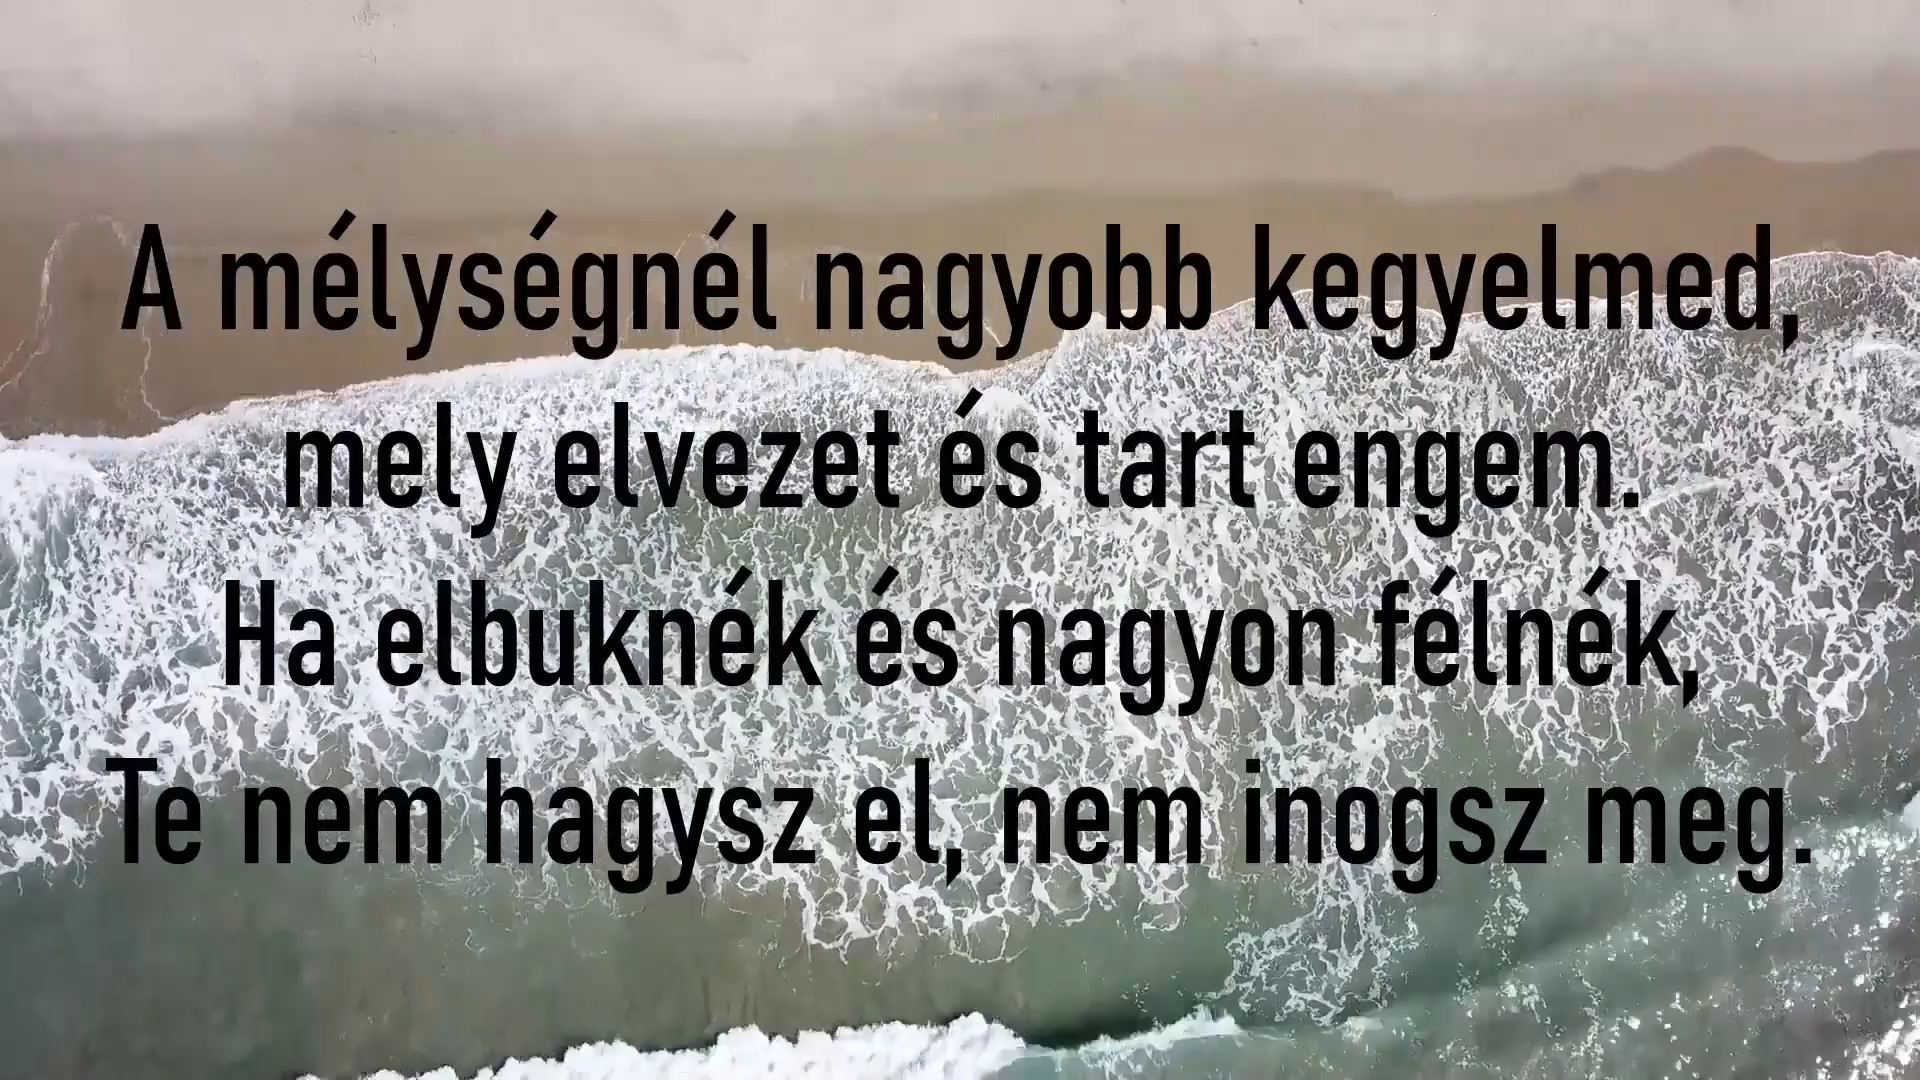 A mélységnél nagyobb kegyelmed,
mely elvezet és tart engem.
Ha elbuknék és nagyon félnék,
Te nem hagysz el, nem inogsz meg.